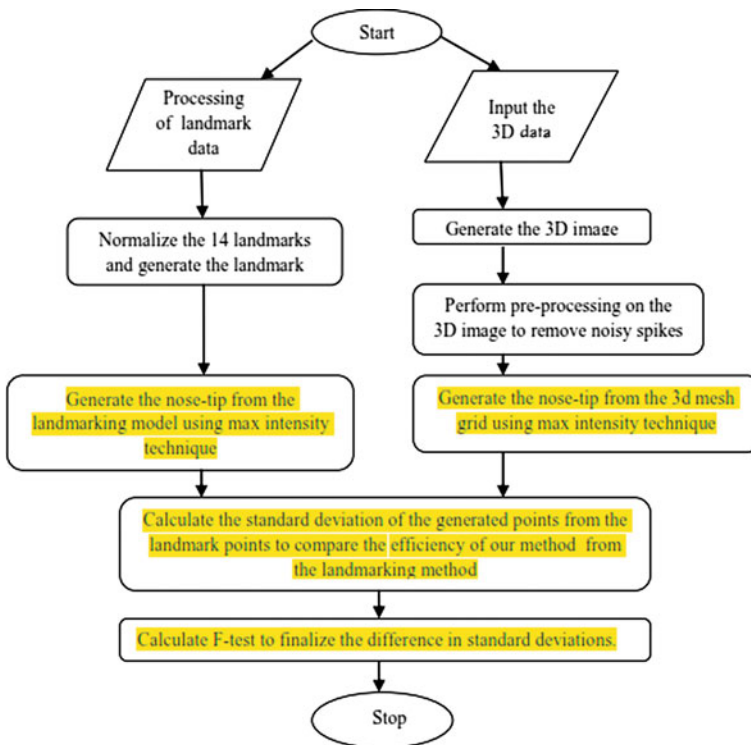 Start
Processing
of landmark
data
Input the
3D data
Normalize the 14 landmarks
and generate the landmark
Generate the 3D image
Perform pre-processing on the
3D image to remove noisy spikes
Generate the nose-tip from the
landmarking model using max intensity
technique
Generate the nose-tip from the 3d mesh
grid using max intensity technique
Calculate the standard deviation of the generated points from the
landmark points to compare the efficiency of our method from
the landmarking method
Calculate F-test to finalize the difference in standard deviations.
Stop